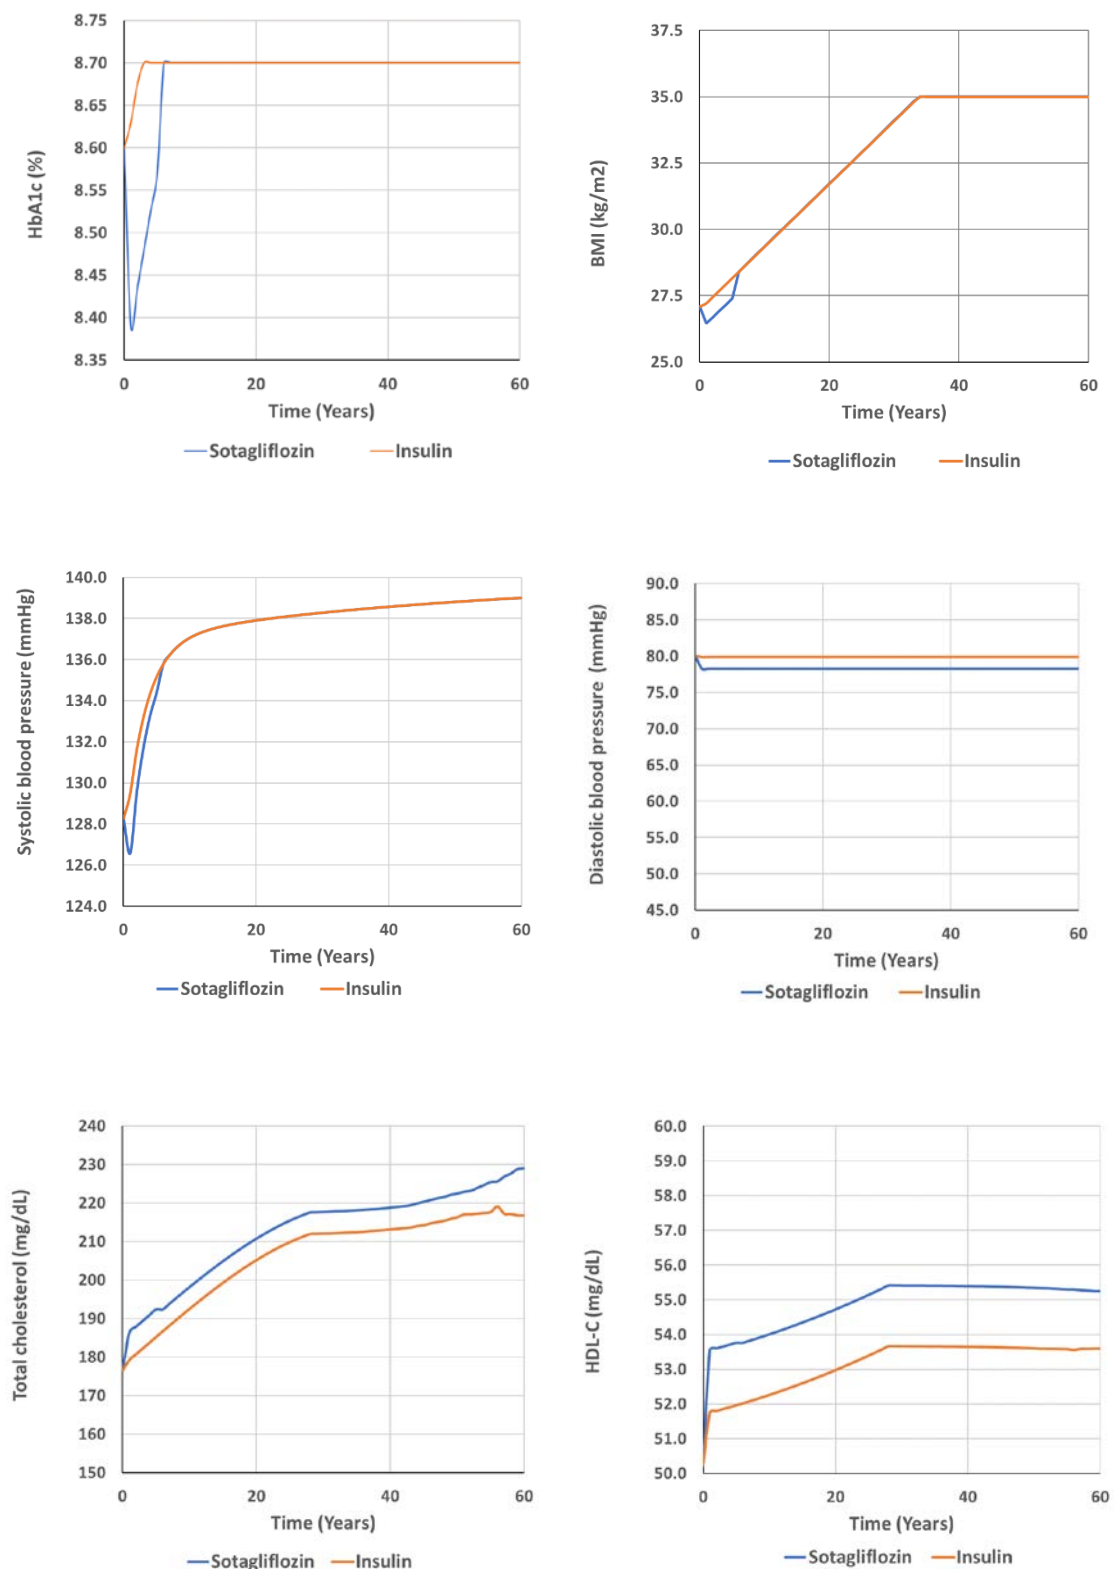 8.75
8.70
8.65
8.60
8.55
8.50
8.45
8.40
8.35
HbA1c (%)
0 20 40 60
Time (Years)
Sotagliflozin Insulin
37.5
35.0
32.5
30.0
27.5
25.0
BMI (kg/m2)
0 20 40 60
Time (Years)
Sotagliflozin Insulin
140.0
138.0
136.0
134.0
132.0
130.0
128.0
126.0
124.0
Systolic blood pressure (mmHg)
0 20 40 60
Time (Years)
Sotagliflozin Insulin
90.0
85.0
80.0
75.0
70.0
65.0
60.0
55.0
50.0
45.0
Diastolic blood pressure (mmHg)
0 20 40 60
Time (Years)
Sotagliflozin Insulin
240
230
220
210
200
190
180
170
160
150
Total cholesterol (mg/dL)
0 20 40 60
Time (Years)
Sotagliflozin Insulin
60.0
59.0
58.0
57.0
56.0
55.0
54.0
53.0
52.0
51.0
50.0
HDL-C (mg/dL)
0 20 40 60
Time (Years)
Sotagliflozin Insulin